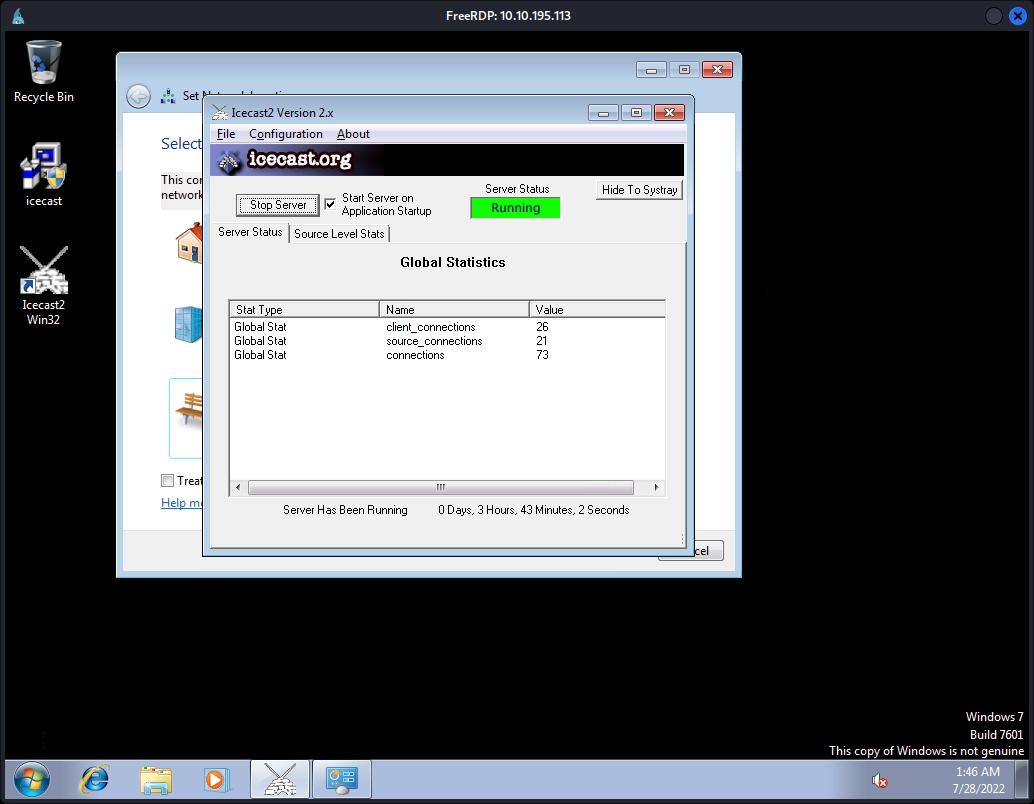 FreeRDP: 10.10.195.113
Recycle Bin
icecast
Icecast2
Win32
Set
Select
This
network
Treat
Help me
Icecast2 Version 2.x
File Configuration About
icecast.org
Stop Server
Start Server on
Application Startup
Server Status
Running
Hide To Systray
Server Status Source Level Stats
Global Statistics
Stat Type Name Value
Global Stat client_connections 26
Global Stat source_connections 21
Global Stat connections 73
Server Has Been Running 0 Days, 3 Hours, 43 Minutes, 2 Seconds
cel
Windows 7
Build 7601
This copy of Windows is not genuine
1:46 AM
7/28/2022